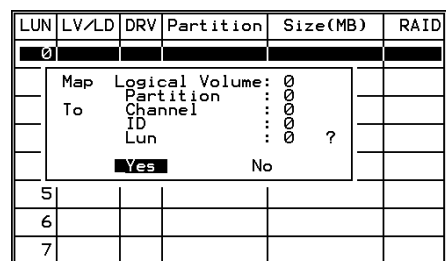 LUN LV/LD DRV Partition Size(MB) RAID
0
Map Logical Volume: 0
Partition : 0
To Channel : 0
ID : 0
Lun : 0 ?
Yes No
5
6
7